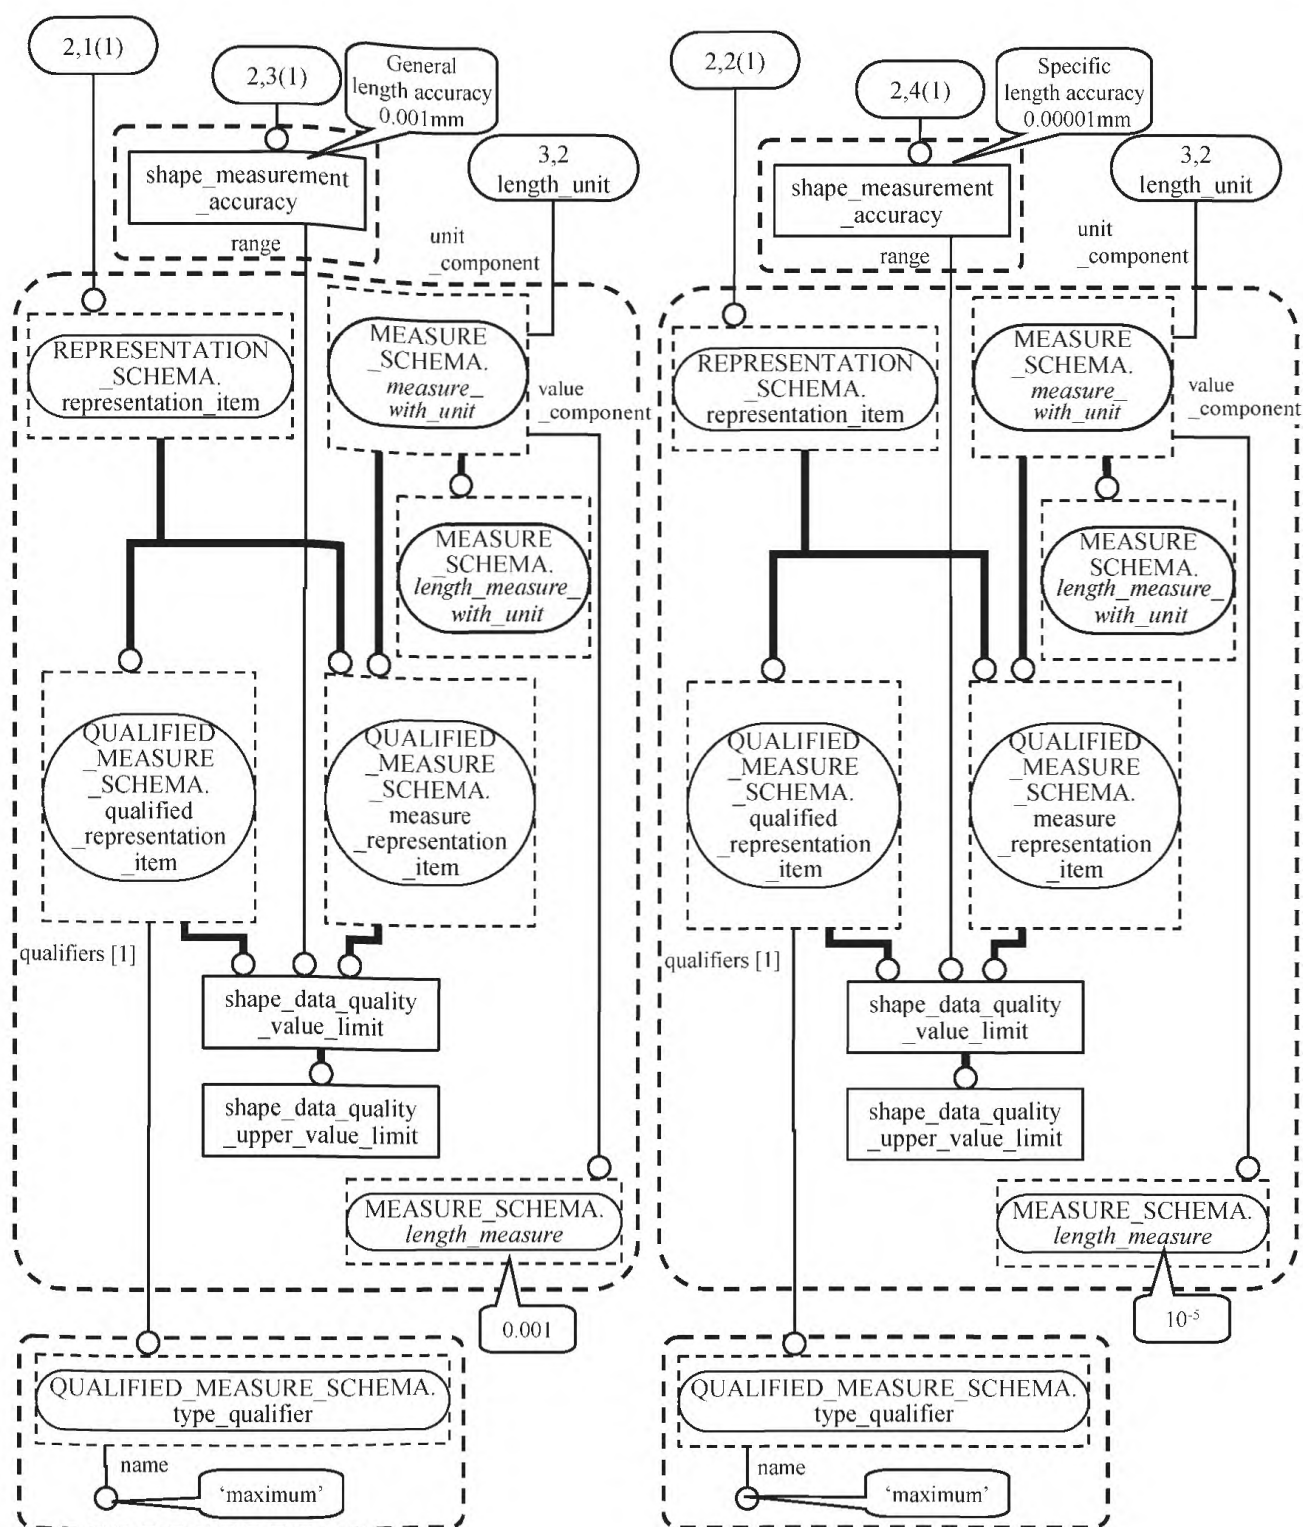 2,1(1)
2,3(1)
General
length accuracy
0.001mm
3,2
length_unit
shape_measurement
_accuracy
range
unit
_component
REPRESENTATION
_SCHEMA.
representation_item
MEASURE
_SCHEMA.
measure_
with_unit
value
_component
MEASURE
_SCHEMA.
length_measure_
with_unit
QUALIFIED
_MEASURE
_SCHEMA.
qualified
_representation
_item
QUALIFIED
_MEASURE
_SCHEMA.
measure
_representation
_item
qualifiers [1]
shape_data_quality
_value_limit
shape_data_quality
_upper_value_limit
MEASURE_SCHEMA.
length_measure
0.001
QUALIFIED_MEASURE_SCHEMA.
type_qualifier
name
‘maximum’
2,2(1)
2,4(1)
Specific
length accuracy
0.00001mm
3,2
length_unit
shape_measurement
_accuracy
range
unit
_component
REPRESENTATION
_SCHEMA.
representation_item
MEASURE
_SCHEMA.
measure_
with_unit
value
_component
MEASURE
_SCHEMA.
length_measure_
with_unit
QUALIFIED
_MEASURE
_SCHEMA.
qualified
_representation
_item
QUALIFIED
_MEASURE
_SCHEMA.
measure
_representation
_item
qualifiers [1]
shape_data_quality
_value_limit
shape_data_quality
_upper_value_limit
MEASURE_SCHEMA.
length_measure
10⁻⁵
QUALIFIED_MEASURE_SCHEMA.
type_qualifier
name
‘maximum’